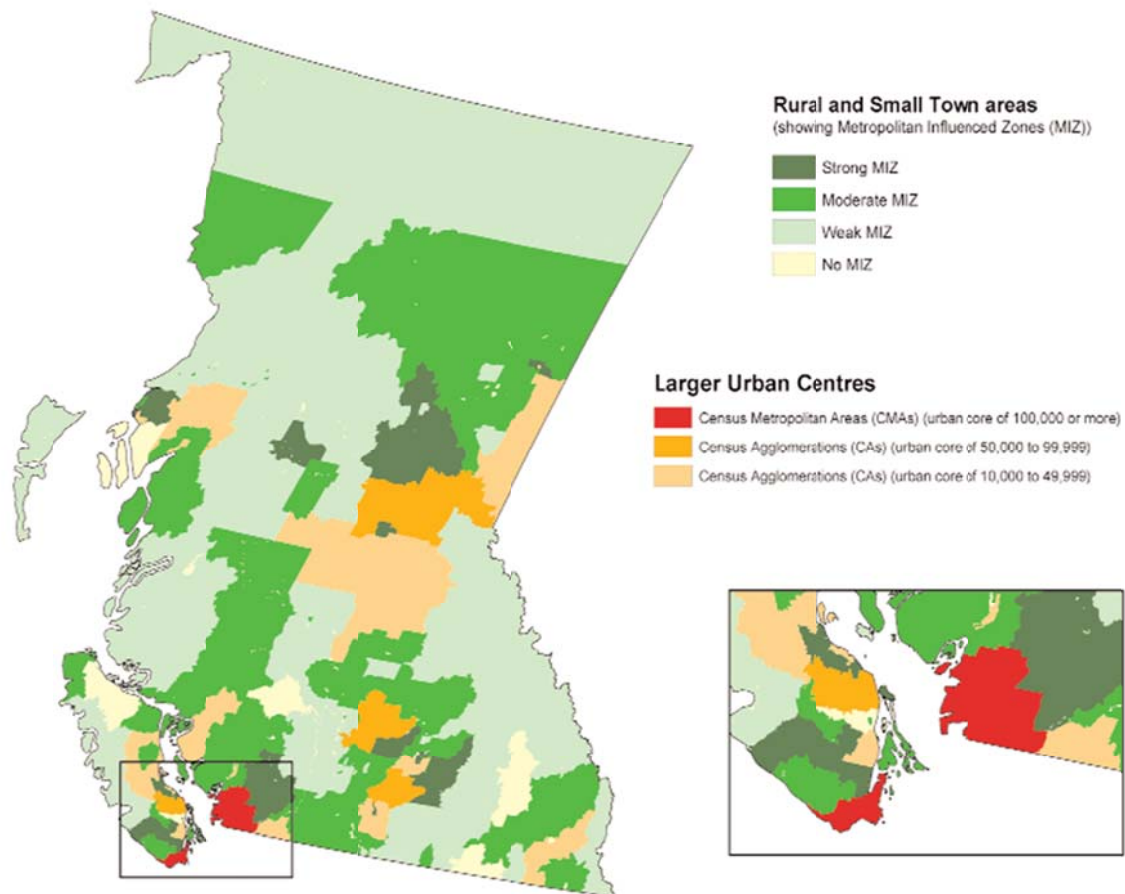 Rural and Small Town areas
(showing Metropolitan Influenced Zones (MIZ))
Strong MIZ
Moderate MIZ
Weak MIZ
No MIZ
Larger Urban Centres
Census Metropolitan Areas (CMAs) (urban core of 100,000 or more)
Census Agglomerations (CAs) (urban core of 50,000 to 99,999)
Census Agglomerations (CAs) (urban core of 10,000 to 49,999)